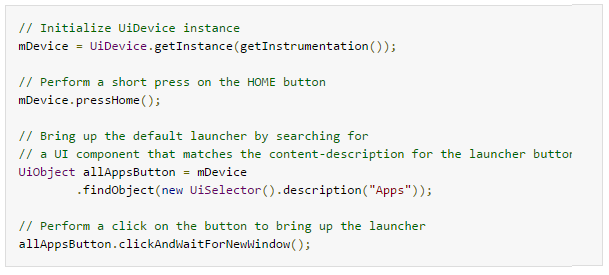 // Initialize UiDevice instance
mDevice = UiDevice.getInstance(getInstrumentation());
// Perform a short press on the HOME button
mDevice.pressHome();
// Bring up the default launcher by searching for
// a UI component that matches the content-description for the launcher button
UiObject allAppsButton = mDevice
        .findObject(new UiSelector().description("Apps"));
// Perform a click on the button to bring up the launcher
allAppsButton.clickAndWaitForNewWindow();